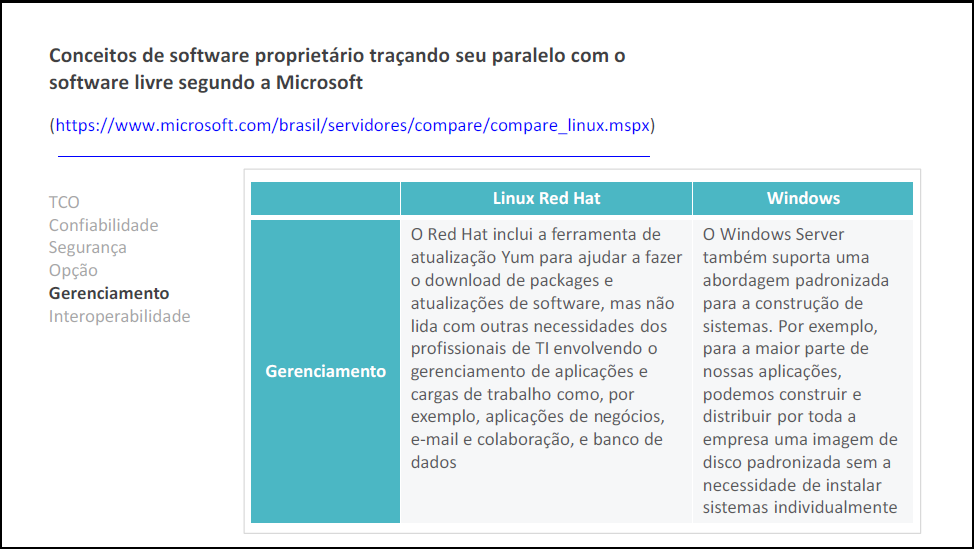 Conceitos de software proprietário traçando seu paralelo com o
software livre segundo a Microsoft
(https://www.microsoft.com/brasil/servidores/compare/compare_linux.mspx)
TCO
Confiabilidade
Segurança
Opção
Gerenciamento
Interoperabilidade
Linux Red Hat
Windows
Gerenciamento
O Red Hat inclui a ferramenta de
atualização Yum para ajudar a fazer
o download de packages e
atualizações de software, mas não
lida com outras necessidades dos
profissionais de TI envolvendo o
gerenciamento de aplicações e
cargas de trabalho como, por
exemplo, aplicações de negócios,
e-mail e colaboração, e banco de
dados
O Windows Server
também suporta uma
abordagem padronizada
para a construção de
sistemas. Por exemplo,
para a maior parte de
nossas aplicações,
podemos construir e
distribuir por toda a
empresa uma imagem de
disco padronizada sem a
necessidade de instalar
sistemas individualmente